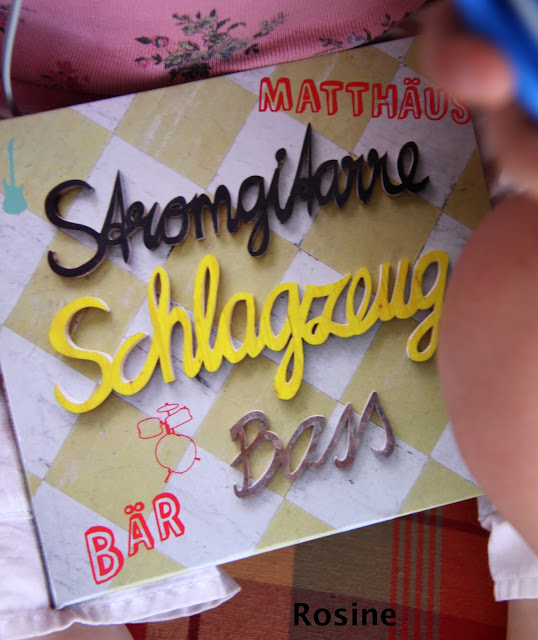 MATTHÄUS
Stromgitarre
Schlagzeug
Bass
BÄR
Rosine